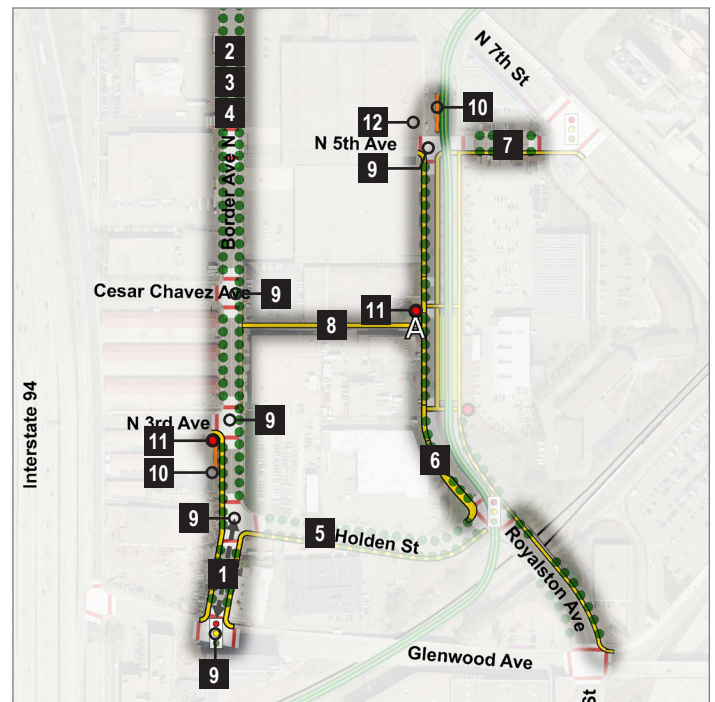 2
N 7th St
3
10
4
12
N 5th Ave
7
9
Border Ave N
Cesar Chavez Ave
9
11
8
A
N 3rd Ave
9
11
Interstate 94
6
10
9
5
Holden St
Royalston Ave
1
Glenwood Ave
9
St